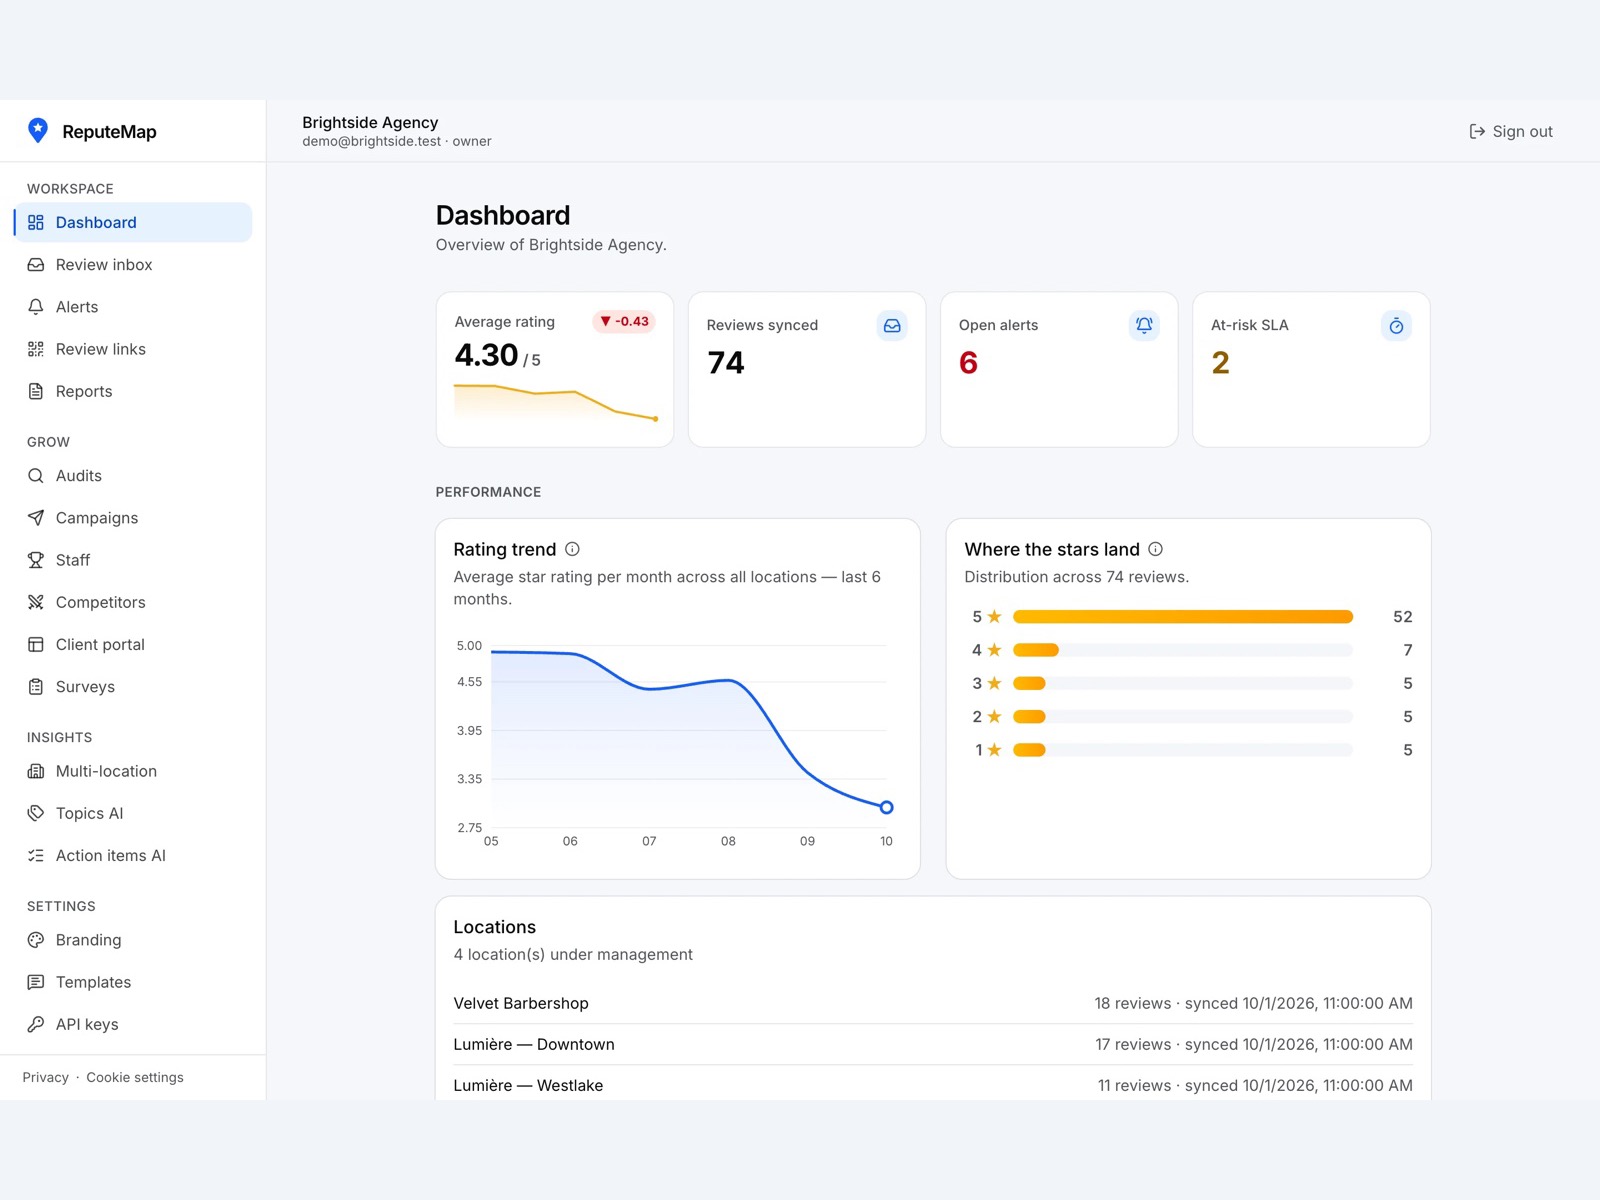 ReputeMap
Brightside Agency
demo@brightside.test · owner
Sign out
WORKSPACE
Dashboard
Review inbox
Alerts
Review links
Reports
GROW
Audits
Campaigns
Staff
Competitors
Client portal
Surveys
INSIGHTS
Multi-location
Topics AI
Action items AI
SETTINGS
Branding
Templates
API keys
Privacy · Cookie settings
Dashboard
Overview of Brightside Agency.
Average rating
▼ -0.43
4.30 / 5
Reviews synced
74
Open alerts
6
At-risk SLA
2
PERFORMANCE
Rating trend
Average star rating per month across all locations — last 6
months.
5.00
4.55
3.95
3.35
2.75
05 06 07 08 09 10
Where the stars land
Distribution across 74 reviews.
5 ★ 52
4 ★ 7
3 ★ 5
2 ★ 5
1 ★ 5
Locations
4 location(s) under management
Velvet Barbershop 18 reviews · synced 10/1/2026, 11:00:00 AM
Lumière — Downtown 17 reviews · synced 10/1/2026, 11:00:00 AM
Lumière — Westlake 11 reviews · synced 10/1/2026, 11:00:00 AM